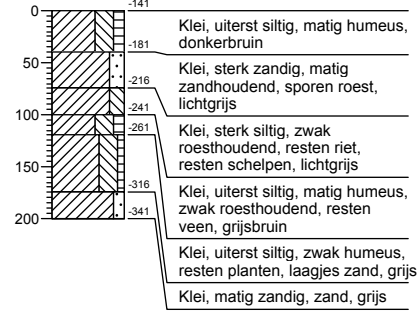 0
50
100
150
200
-141
-181
-216
-241
-261
-316
-341
Klei, uiterst siltig, matig humeus,
donkerbruin
Klei, sterk zandig, matig
zandhoudend, sporen roest,
lichtgrijs
Klei, sterk siltig, zwak
roesthoudend, resten riet,
resten schelpen, lichtgrijs
Klei, uiterst siltig, matig humeus,
zwak roesthoudend, resten
veen, grijsbruin
Klei, uiterst siltig, zwak humeus,
resten planten, laagjes zand, grijs
Klei, matig zandig, zand, grijs